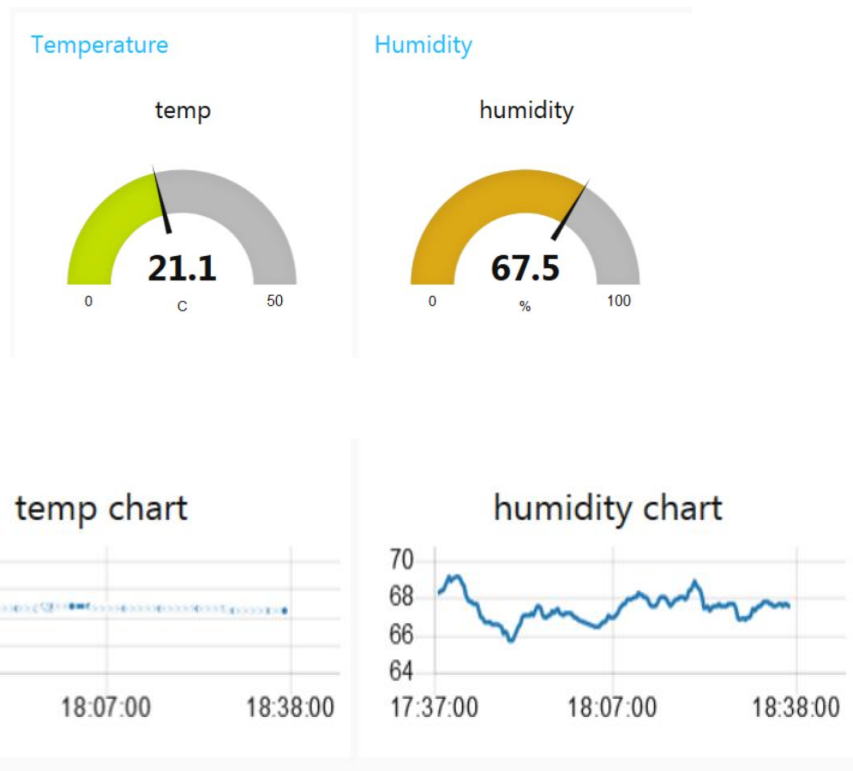 Temperature
Humidity
temp
humidity
21.1
0
C
50
67.5
0
%
100
temp chart
humidity chart
18:07:00
18:38:00
70
68
66
64
17:37:00
18:07:00
18:38:00